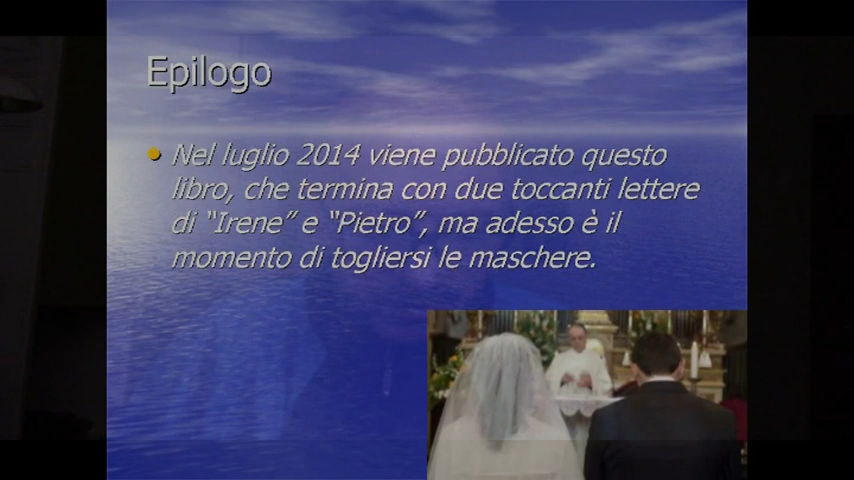 Epilogo
Nel luglio 2014 viene pubblicato questo
libro, che termina con due toccanti lettere
di “Irene” e “Pietro”, ma adesso è il
momento di togliersi le maschere.